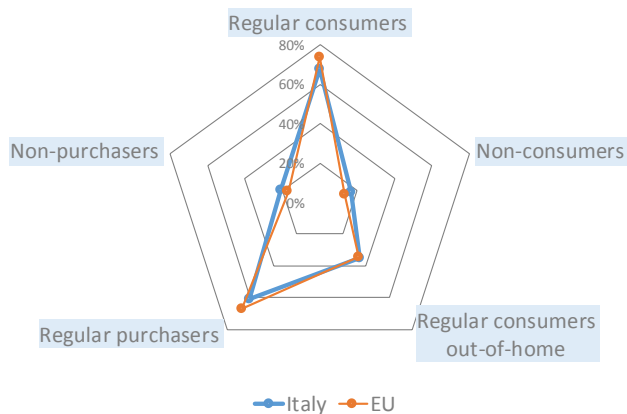 Regular consumers
80%
60%
40%
20%
0%
Non-purchasers
Non-consumers
Regular purchasers
Regular consumers
out-of-home
Italy
EU